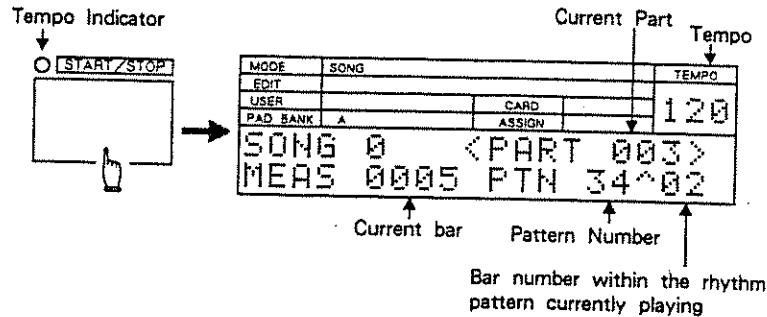 Tempo Indicator
Current Part
Tempo
START/STOP
MODE SONG TEMPO
EDIT
USER CARD 120
PAD BANK A ASSIGN
SONG 0 <PART 003>
MEAS 0005 PTN 34^02
Current bar
Pattern Number
Bar number within the rhythm
pattern currently playing